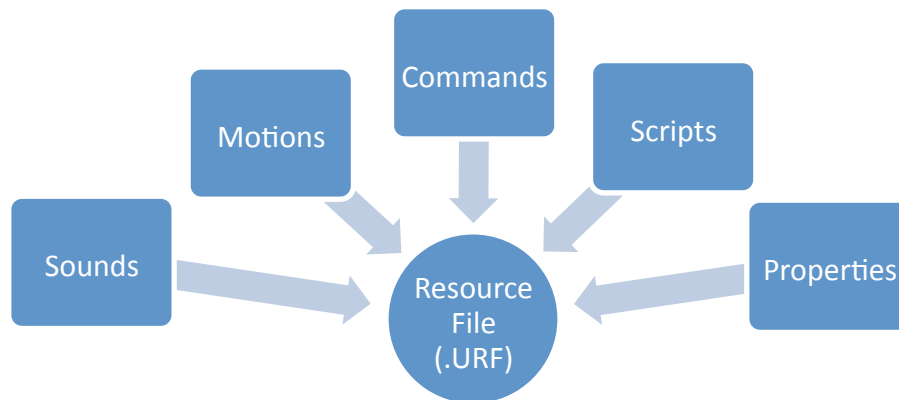 Commands
Motions
Scripts
Sounds
Properties
Resource
File
(.URF)